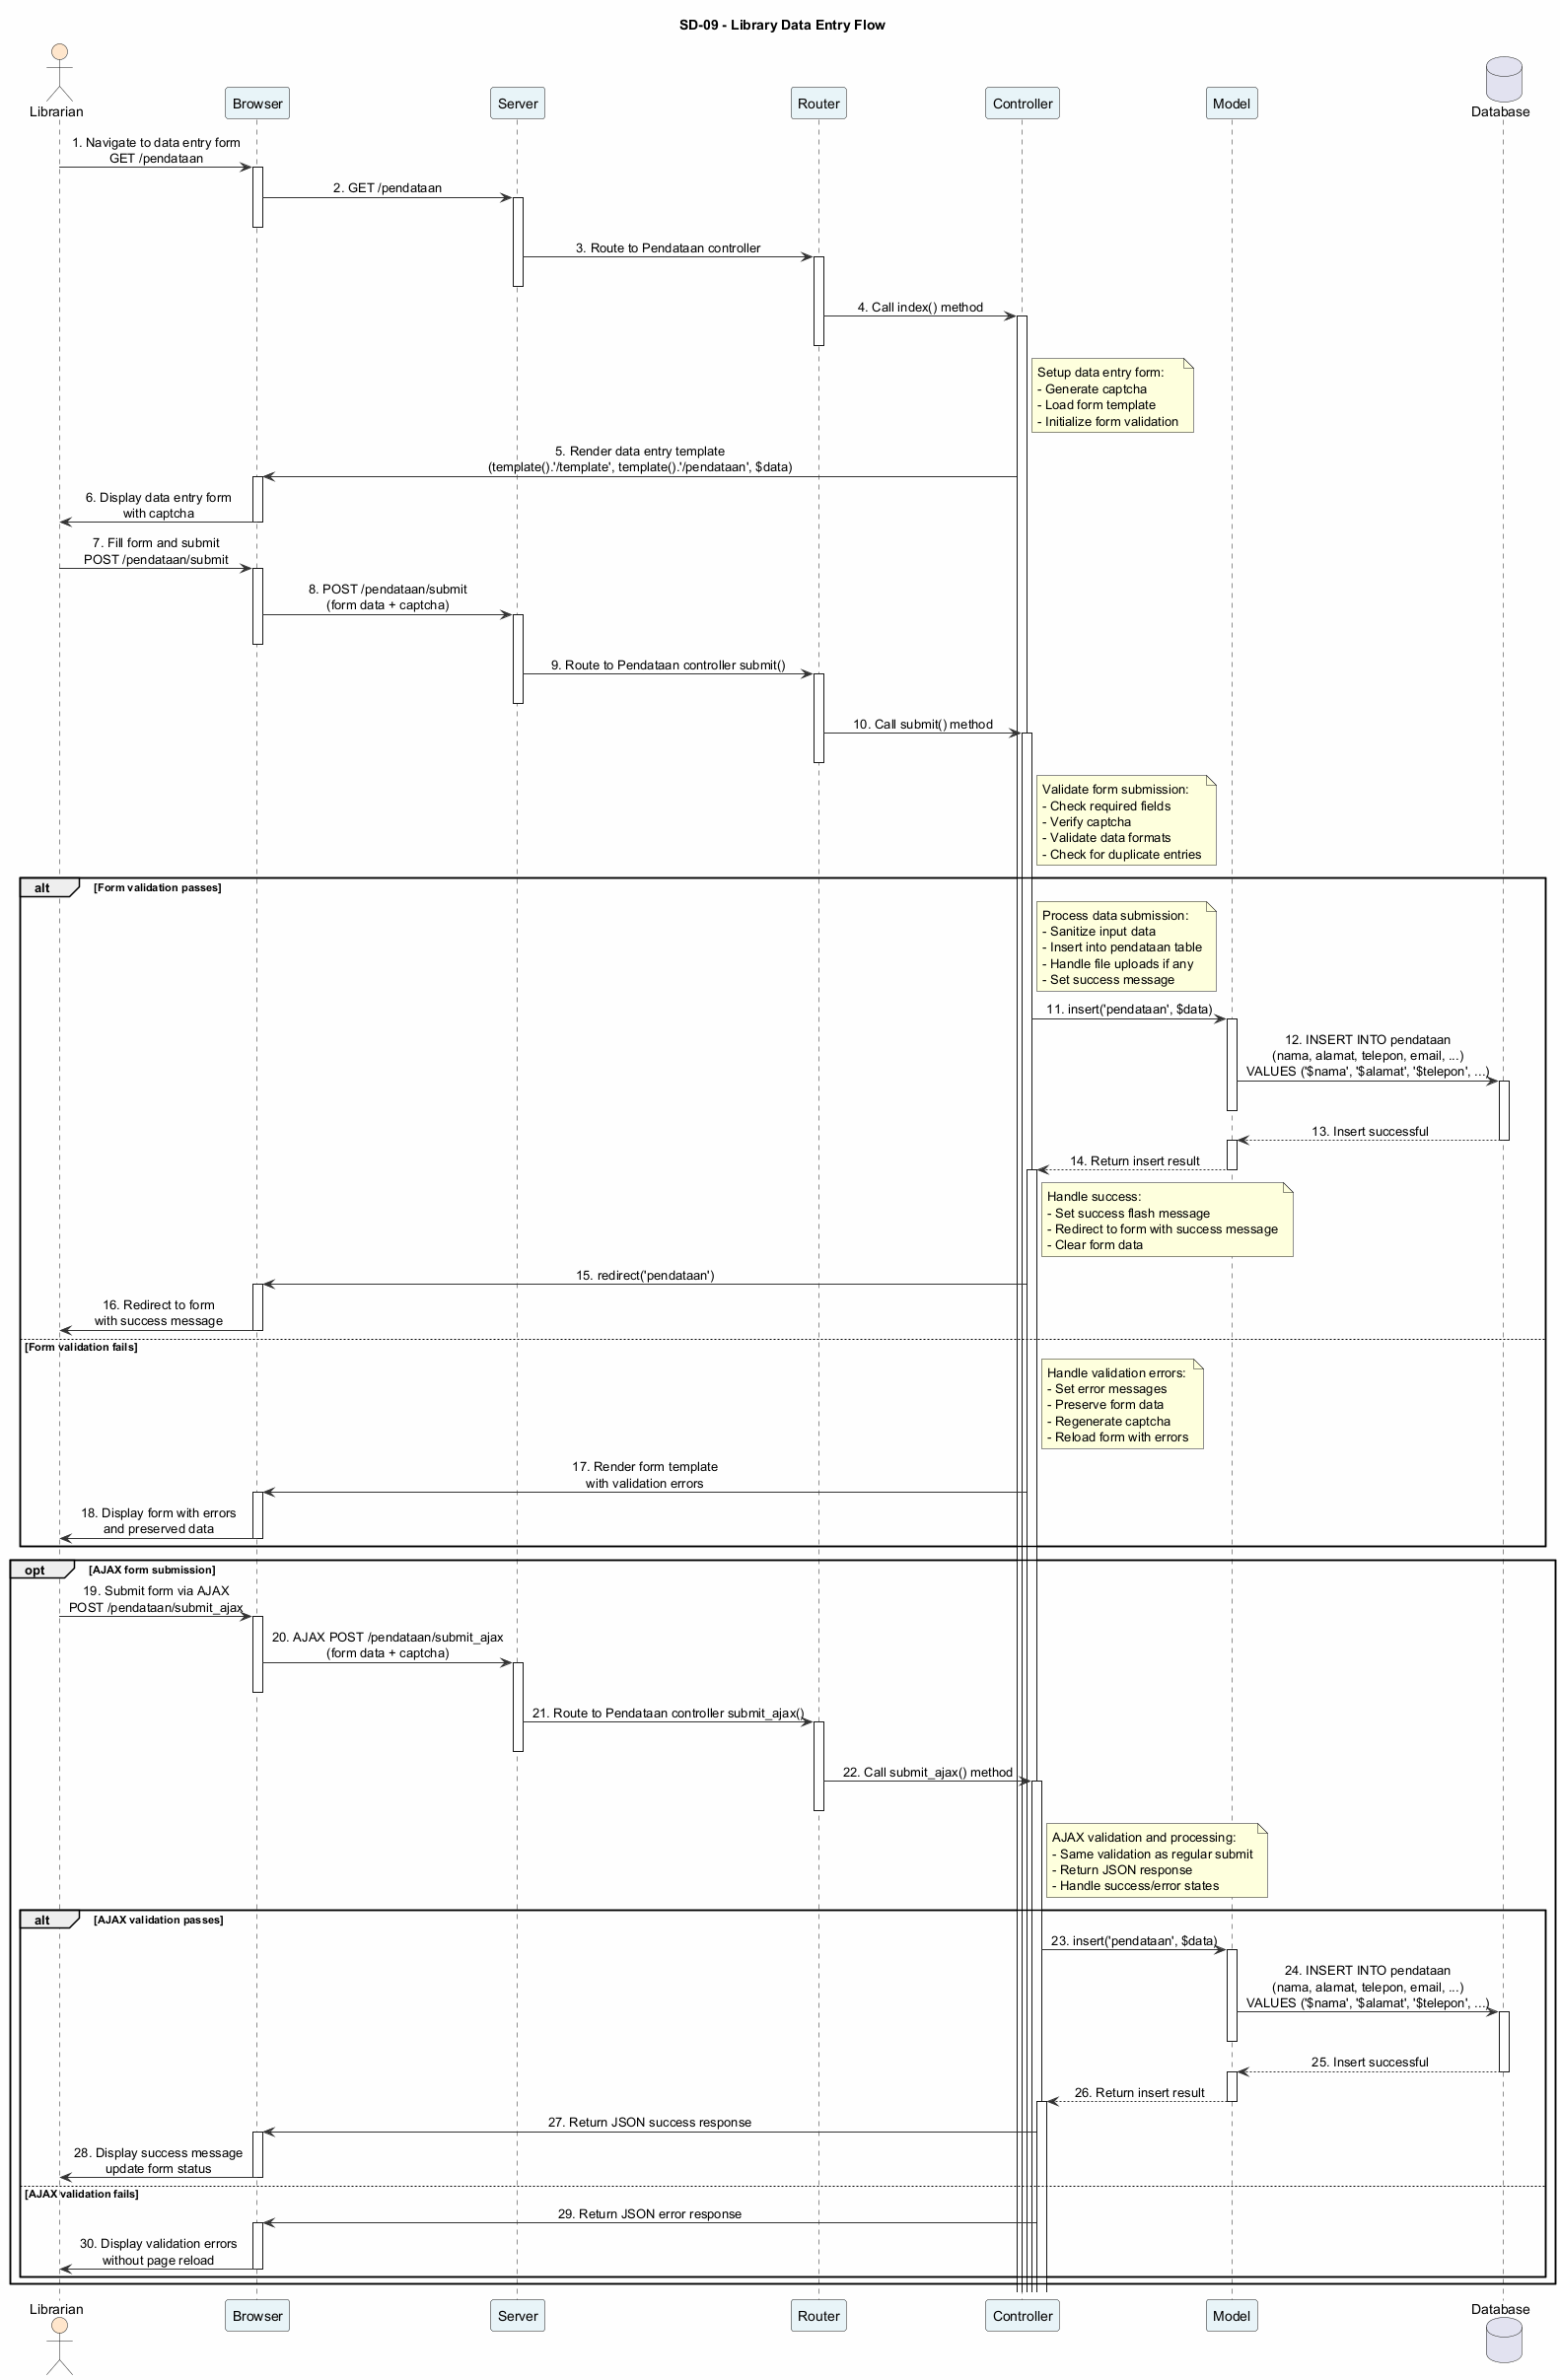 SD-09 - Library Data Entry Flow
Librarian
Browser
Server
Router
Controller
Model
Database
1. Navigate to data entry form
GET /pendataan
2. GET /pendataan
3. Route to Pendataan controller
4. Call index() method
Setup data entry form:
- Generate captcha
- Load form template
- Initialize form validation
5. Render data entry template
(template().'/template', template().'/pendataan', $data)
6. Display data entry form
with captcha
7. Fill form and submit
POST /pendataan/submit
8. POST /pendataan/submit
(form data + captcha)
9. Route to Pendataan controller submit()
10. Call submit() method
Validate form submission:
- Check required fields
- Verify captcha
- Validate data formats
- Check for duplicate entries
alt
[Form validation passes]
Process data submission:
- Sanitize input data
- Insert into pendataan table
- Handle file uploads if any
- Set success message
11. insert('pendataan', $data)
12. INSERT INTO pendataan
(nama, alamat, telepon, email, ...)
VALUES ('$nama', '$alamat', '$telepon', ...)
13. Insert successful
14. Return insert result
Handle success:
- Set success flash message
- Redirect to form with success message
- Clear form data
15. redirect('pendataan')
16. Redirect to form
with success message
[Form validation fails]
Handle validation errors:
- Set error messages
- Preserve form data
- Regenerate captcha
- Reload form with errors
17. Render form template
with validation errors
18. Display form with errors
and preserved data
opt
[AJAX form submission]
19. Submit form via AJAX
POST /pendataan/submit_ajax
20. AJAX POST /pendataan/submit_ajax
(form data + captcha)
21. Route to Pendataan controller submit_ajax()
22. Call submit_ajax() method
AJAX validation and processing:
- Same validation as regular submit
- Return JSON response
- Handle success/error states
alt
[AJAX validation passes]
23. insert('pendataan', $data)
24. INSERT INTO pendataan
(nama, alamat, telepon, email, ...)
VALUES ('$nama', '$alamat', '$telepon', ...)
25. Insert successful
26. Return insert result
27. Return JSON success response
28. Display success message
update form status
[AJAX validation fails]
29. Return JSON error response
30. Display validation errors
without page reload
Librarian
Browser
Server
Router
Controller
Model
Database